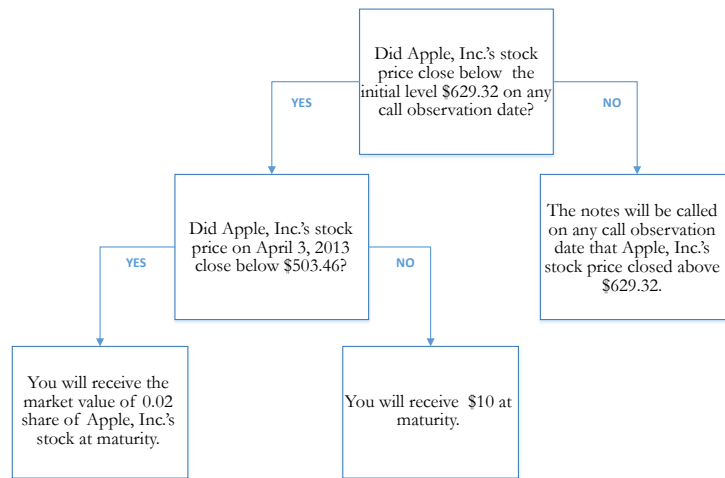 Did Apple, Inc.'s stock
price close below the
initial level $629.32 on any
call observation date?
YES
NO
Did Apple, Inc.'s stock
price on April 3, 2013
close below $503.46?
The notes will be called
on any call observation
date that Apple, Inc.'s
stock price closed above
$629.32.
YES
NO
You will receive the
market value of 0.02
share of Apple, Inc.'s
stock at maturity.
You will receive $10 at
maturity.